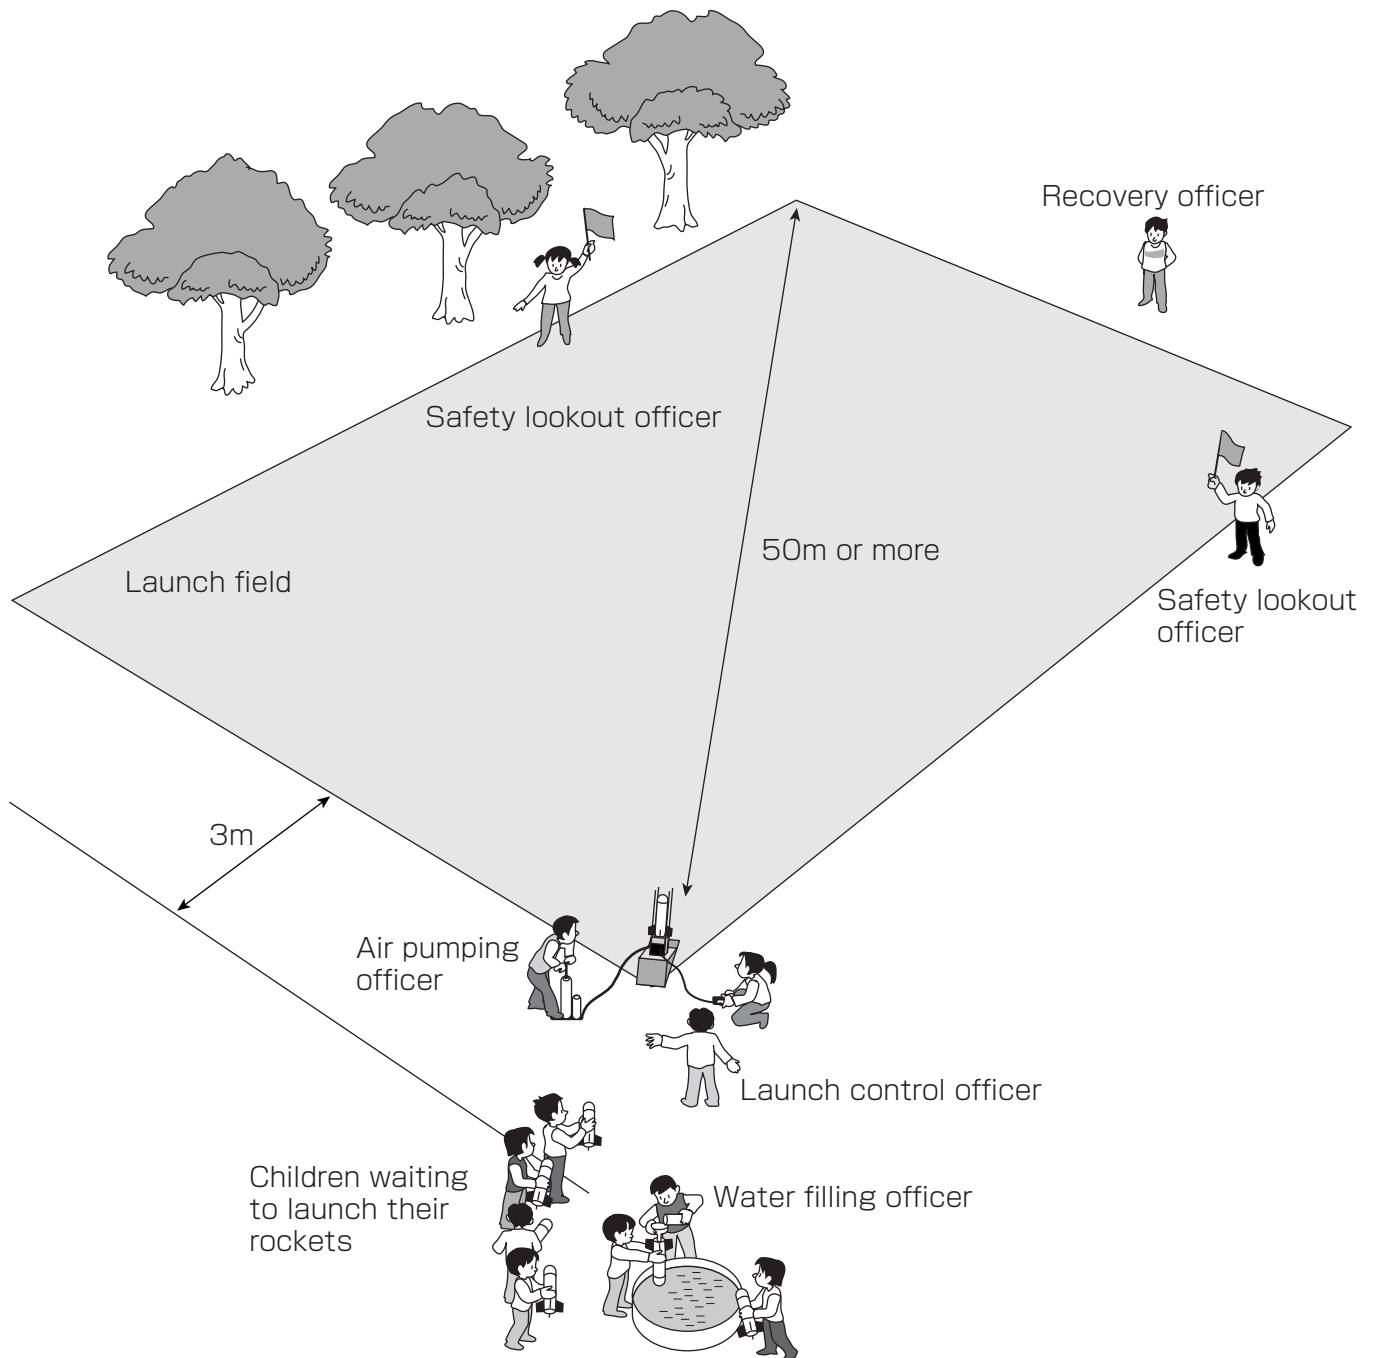 Recovery officer
Safety lookout officer
50m or more
Launch field
Safety lookout
officer
3m
Air pumping
officer
Launch control officer
Children waiting
to launch their
rockets
Water filling officer